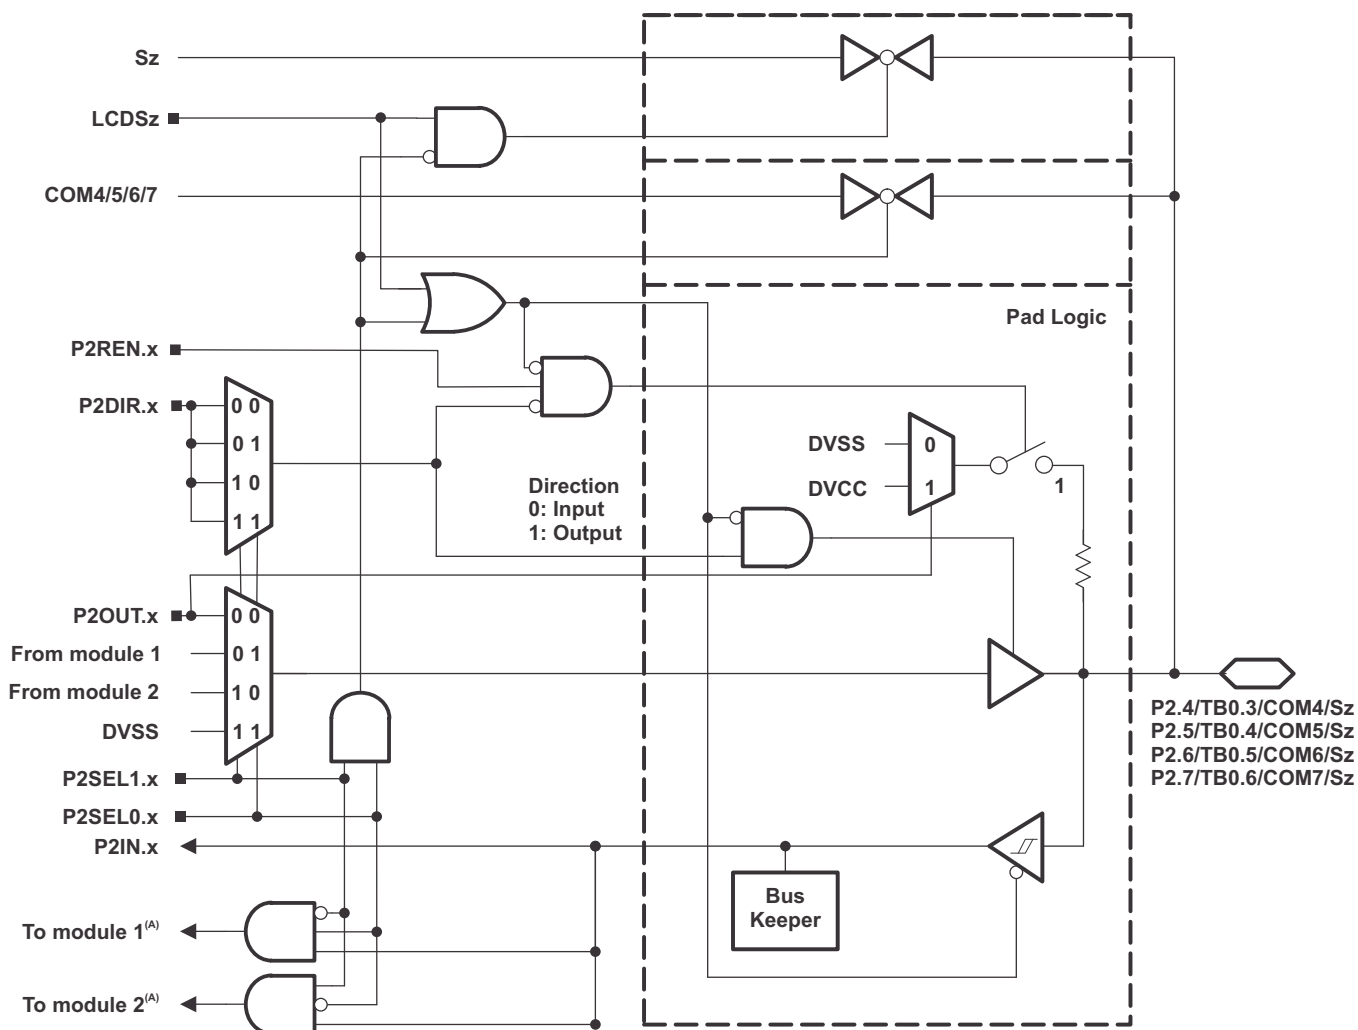 Sz
LCDSz
COM4/5/6/7
Pad Logic
P2REN.x
P2DIR.x
0 0
0 1
1 0
1 1
DVSS
0
DVCC
1
1
Direction
0: Input
1: Output
P2OUT.x
0 0
From module 1
0 1
From module 2
1 0
DVSS
1 1
P2.4/TB0.3/COM4/Sz
P2.5/TB0.4/COM5/Sz
P2.6/TB0.5/COM6/Sz
P2.7/TB0.6/COM7/Sz
P2SEL1.x
P2SEL0.x
P2IN.x
Bus
Keeper
To module 1(A)
To module 2(A)